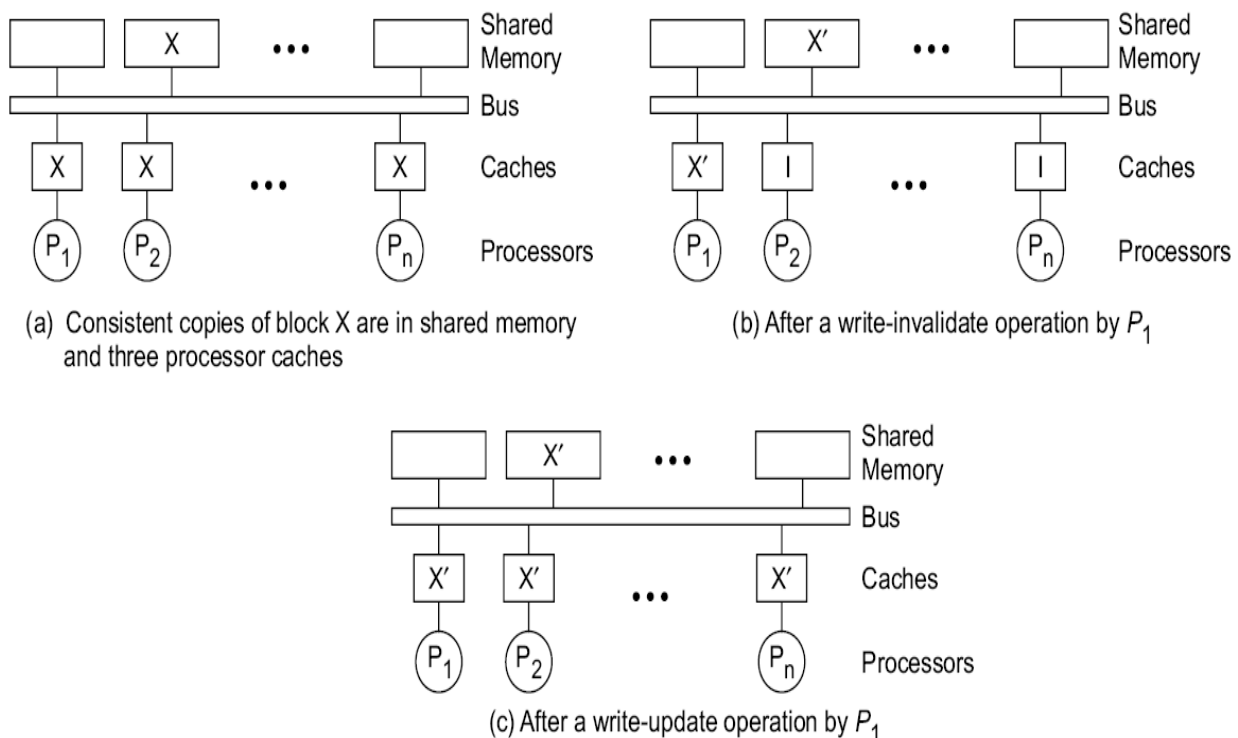 X ••• Shared Memory
Bus
X X ••• X Caches
P1 P2 Pn Processors
(a) Consistent copies of block X are in shared memory
and three processor caches
X′ ••• Shared Memory
Bus
X′ I ••• I Caches
P1 P2 Pn Processors
(b) After a write-invalidate operation by P1
X′ ••• Shared Memory
Bus
X′ X′ ••• X′ Caches
P1 P2 Pn Processors
(c) After a write-update operation by P1